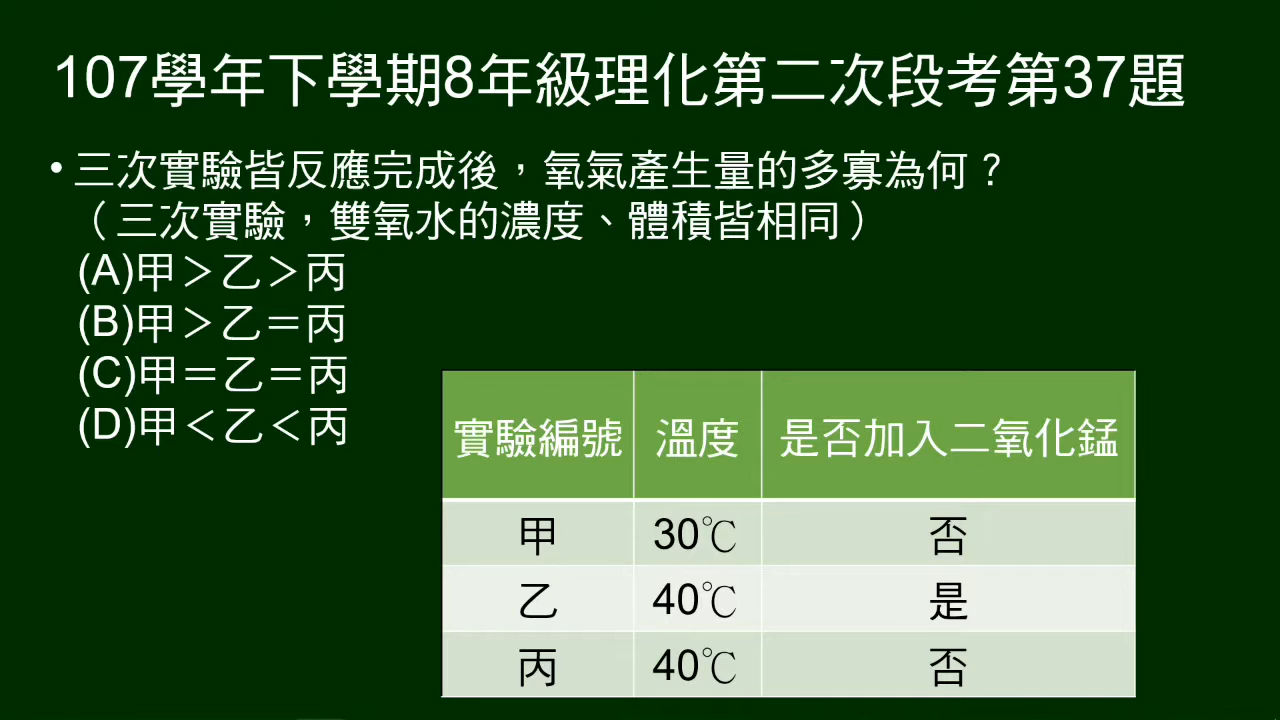 107學年下學期8年級理化第二次段考第37題
•三次實驗皆反應完成後，氧氣產生量的多寡為何？
（三次實驗，雙氧水的濃度、體積皆相同）
(A)甲＞乙＞丙
(B)甲＞乙＝丙
(C)甲＝乙＝丙
(D)甲＜乙＜丙
實驗編號 溫度 是否加入二氧化錳
甲 30℃ 否
乙 40℃ 是
丙 40℃ 否